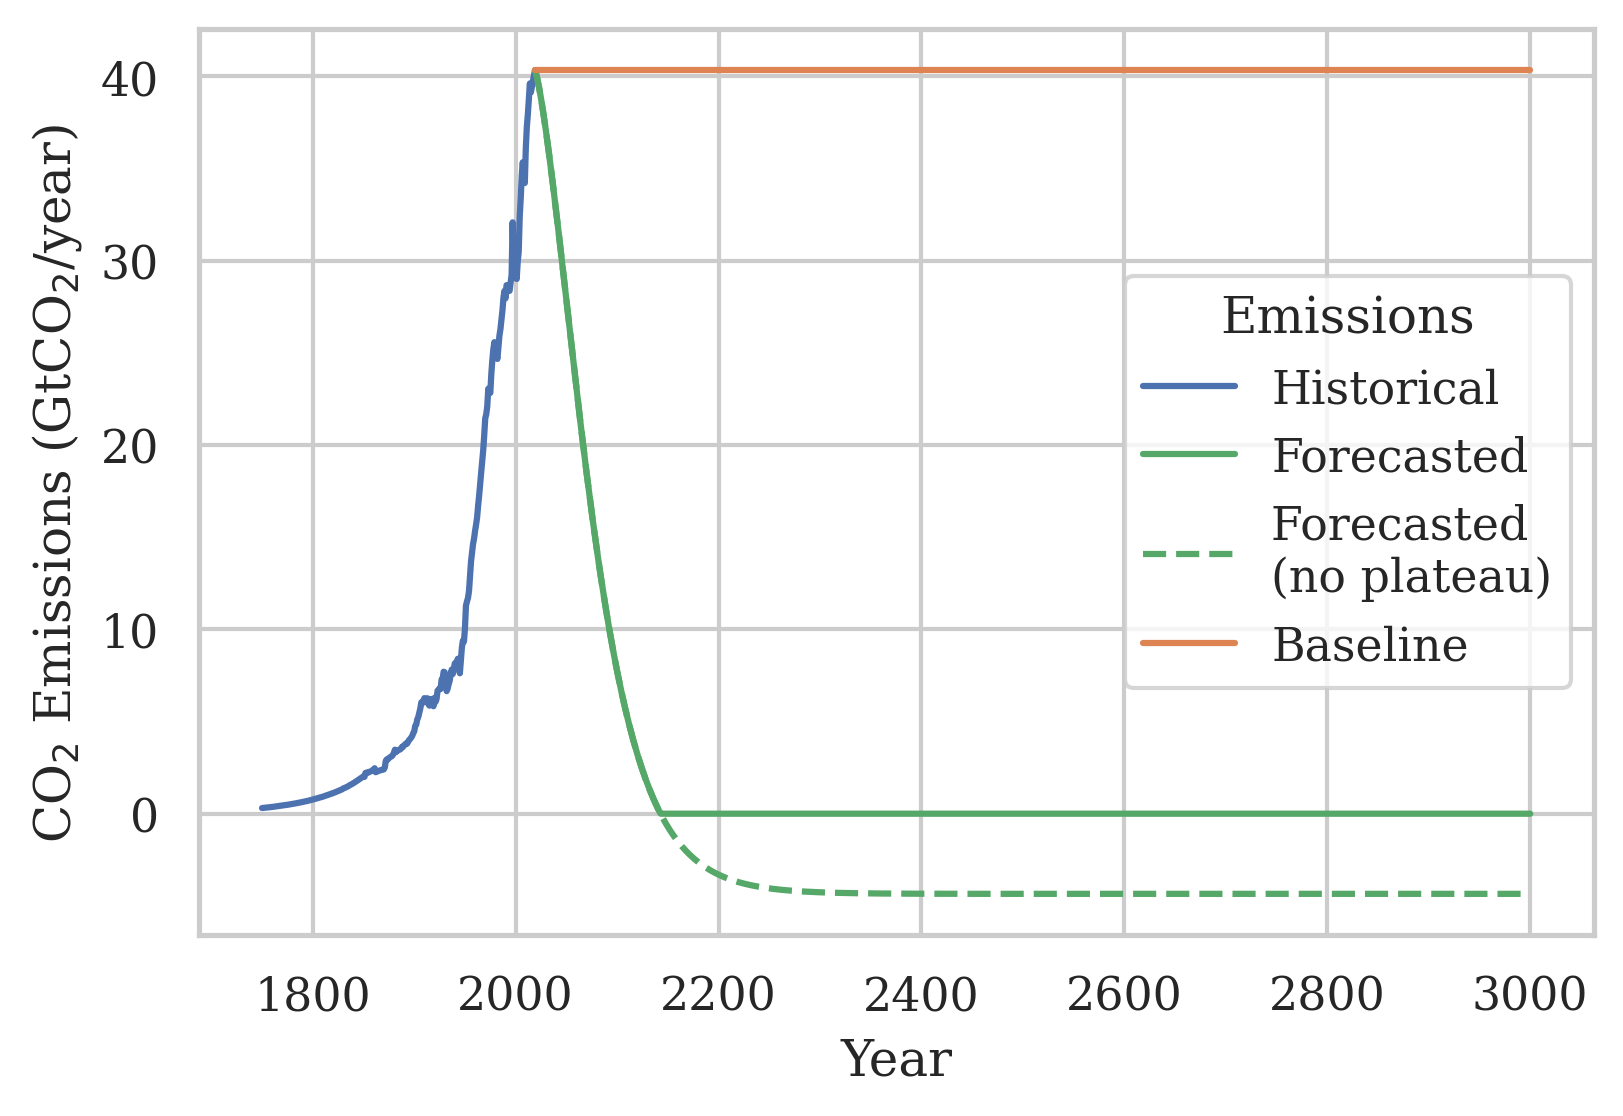 CO₂ Emissions (GtCO₂/year)
40
30
20
10
0
Emissions
Historical
Forecasted
Forecasted
(no plateau)
Baseline
1800 2000 2200 2400 2600 2800 3000
Year